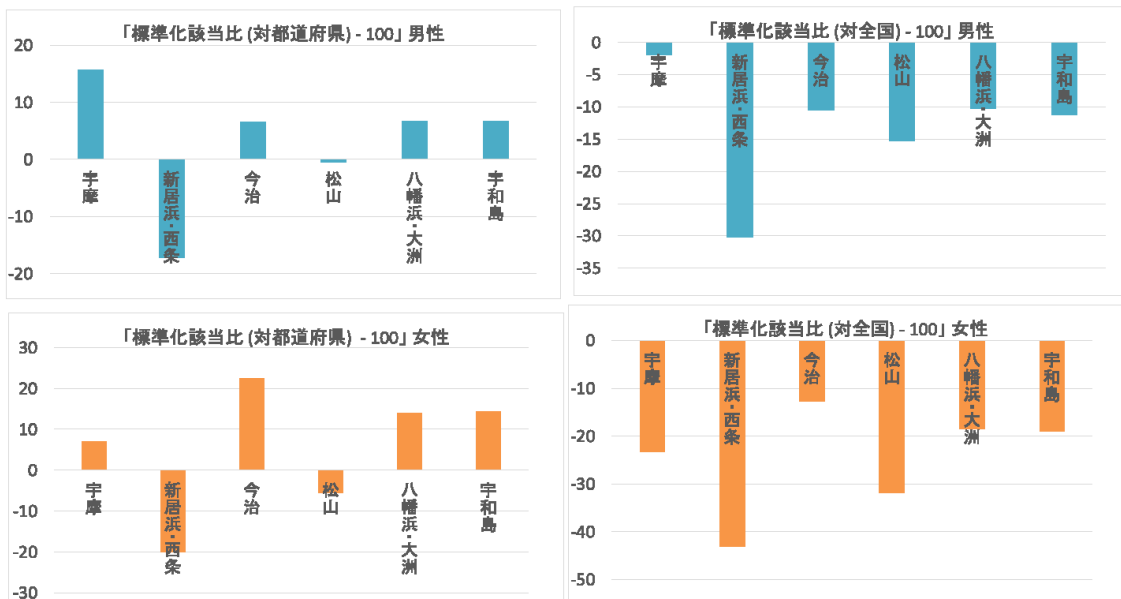 「標準化該当比 (対都道府県) - 100」 男性
20
10
0
-10
-20
宇摩
新居浜・西条
今治
松山
八幡浜・大洲
宇和島
「標準化該当比 (対全国) - 100」 男性
0
-5
-10
-15
-20
-25
-30
-35
宇摩
新居浜・西条
今治
松山
八幡浜・大洲
宇和島
「標準化該当比 (対都道府県) - 100」 女性
30
20
10
0
-10
-20
-30
宇摩
新居浜・西条
今治
松山
八幡浜・大洲
宇和島
「標準化該当比 (対全国) - 100」 女性
0
-10
-20
-30
-40
-50
宇摩
新居浜・西条
今治
松山
八幡浜・大洲
宇和島